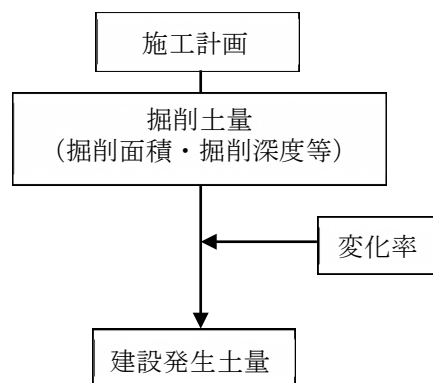 施工計画
掘削土量
(掘削面積・掘削深度等)
変化率
建設発生土量